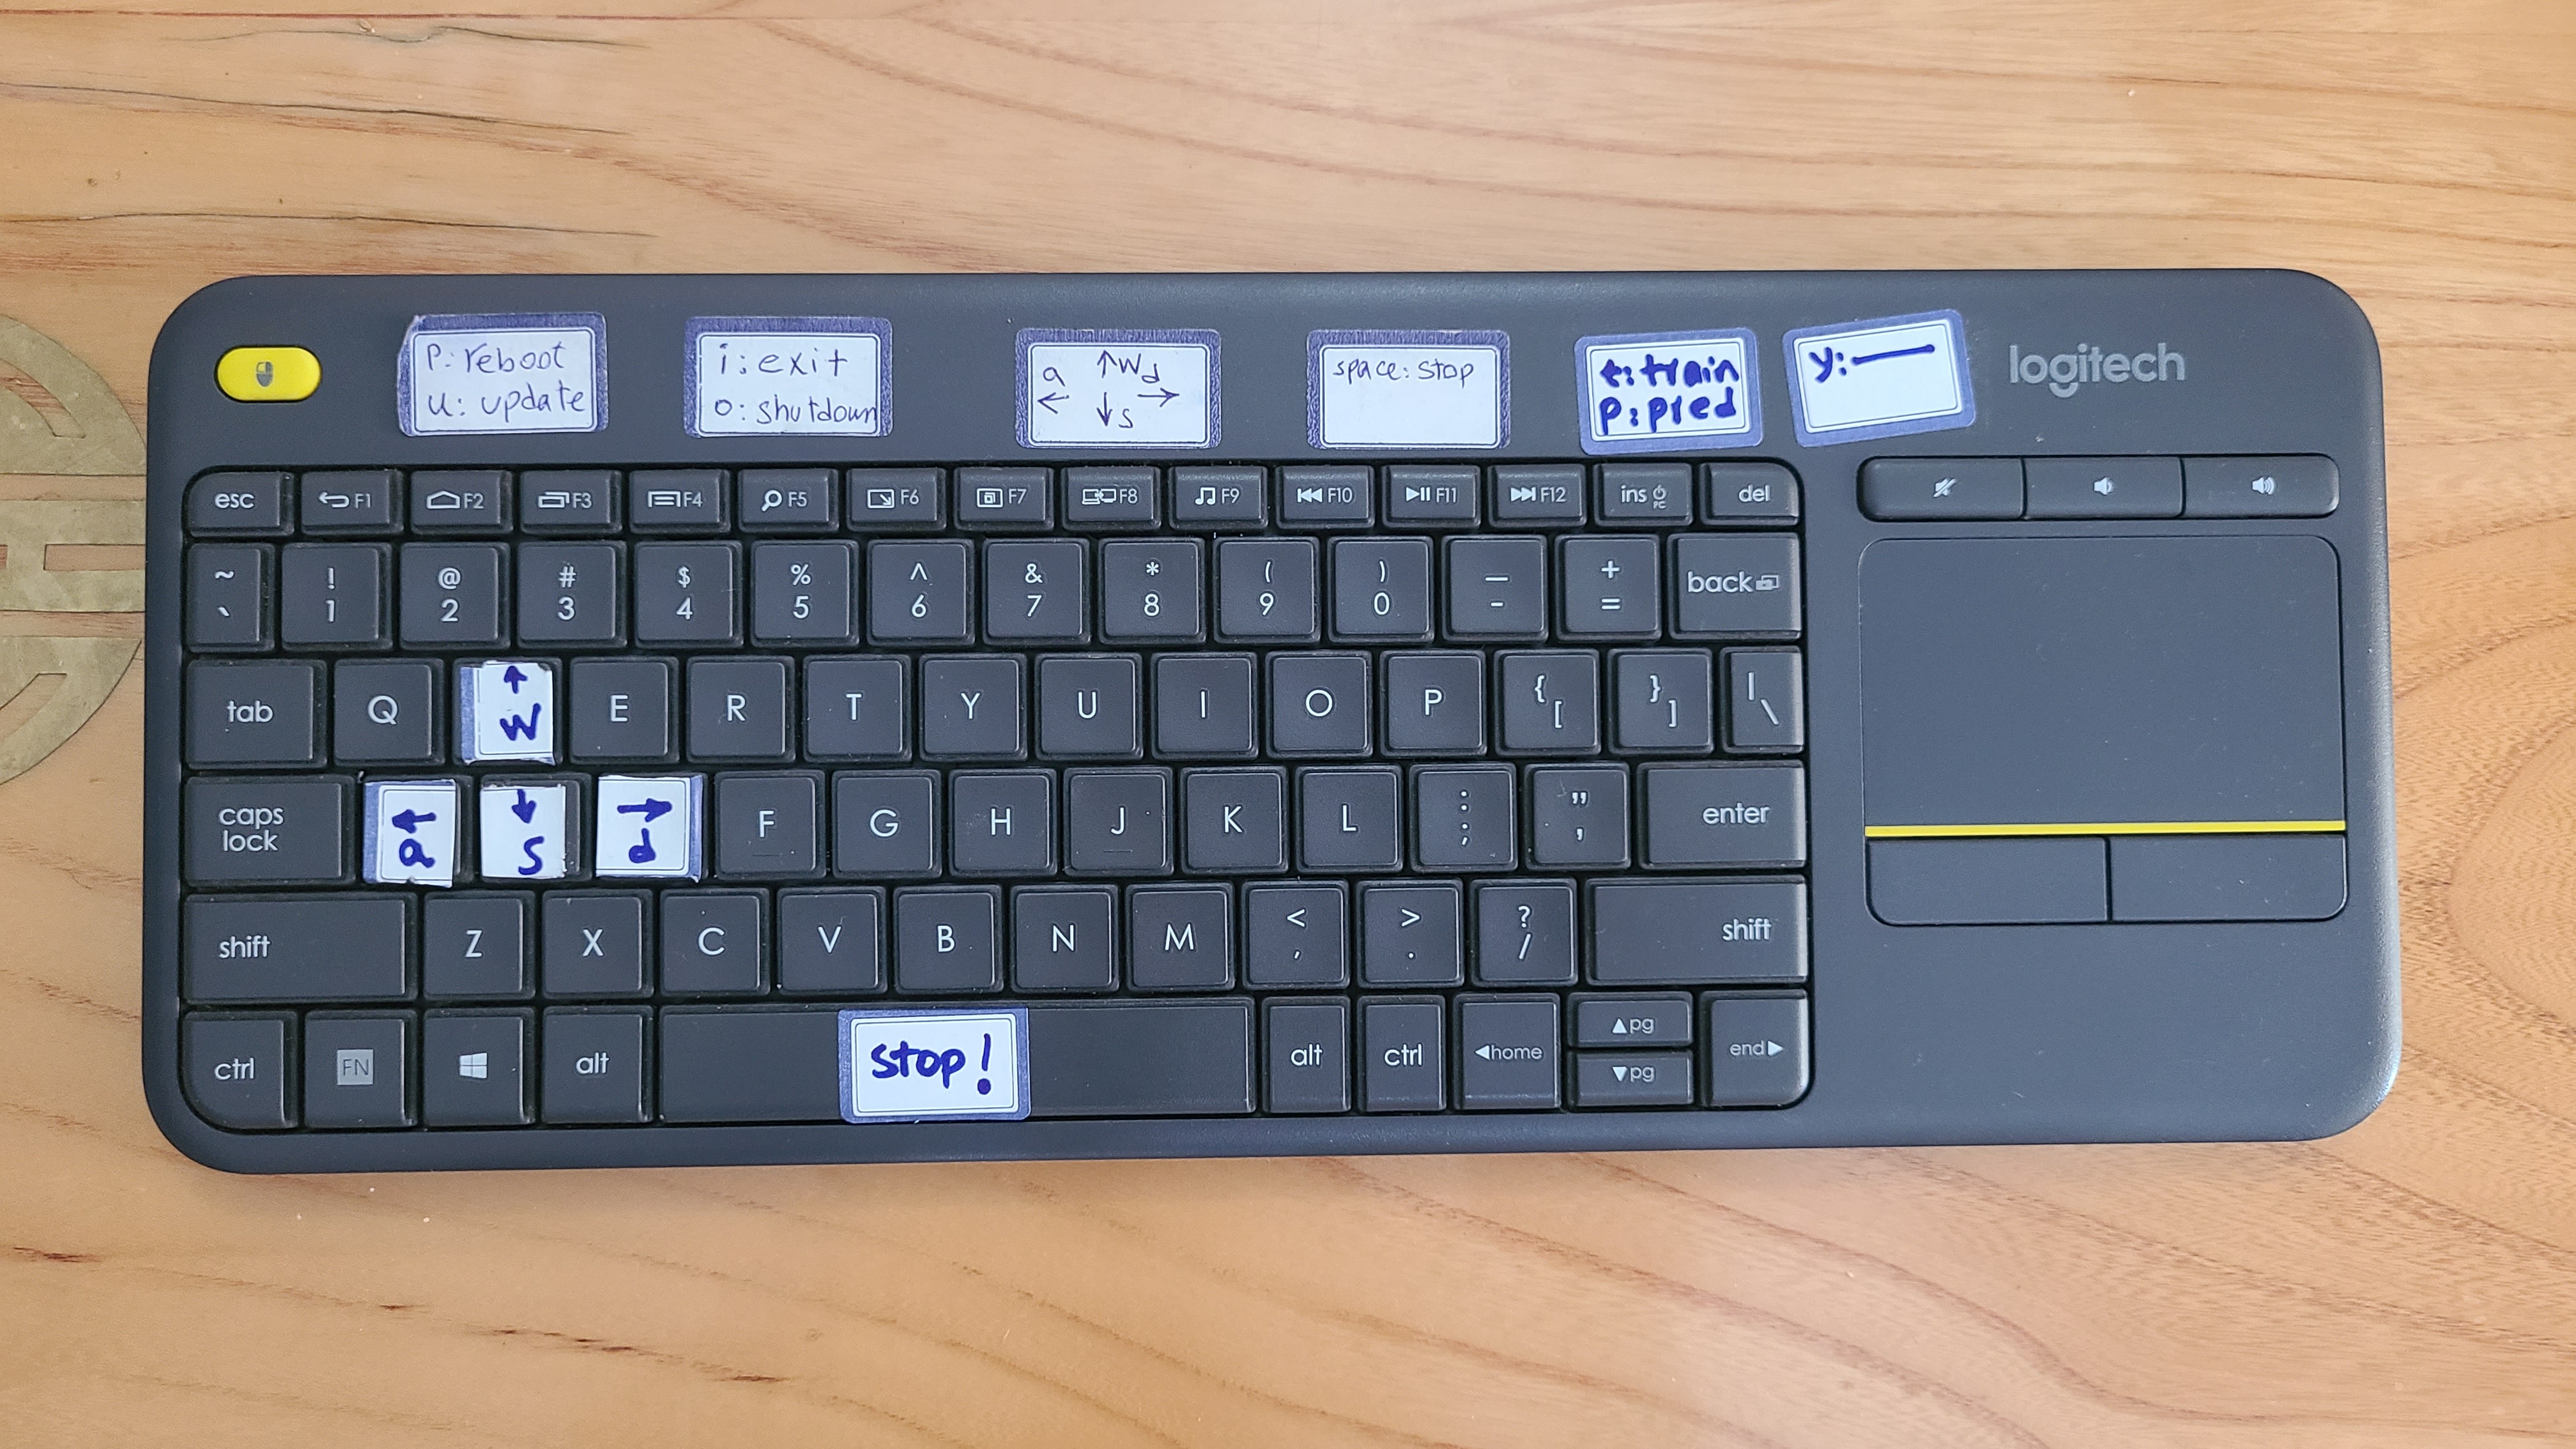 P: reboot
u: update
i: exit
o: shutdown
↑w
a d
← →
↓s
space: stop
t: train
p: pred
y: —
logitech
esc F1 F2 F3 F4 F5 F6 F7 F8 F9 F10 F11 F12 ins PC del
~ ! @ # $ % ^ & * ( ) — +
` 1 2 3 4 5 6 7 8 9 0 - = back
tab Q ↑ W E R T Y U I O P { [ } ] | \
caps lock ↑ a ↓ S → d F G H J K L : ; " ' enter
shift Z X C V B N M < , > . ? / shift
ctrl FN alt stop! alt ctrl ◀home ▲pg ▼pg end▶